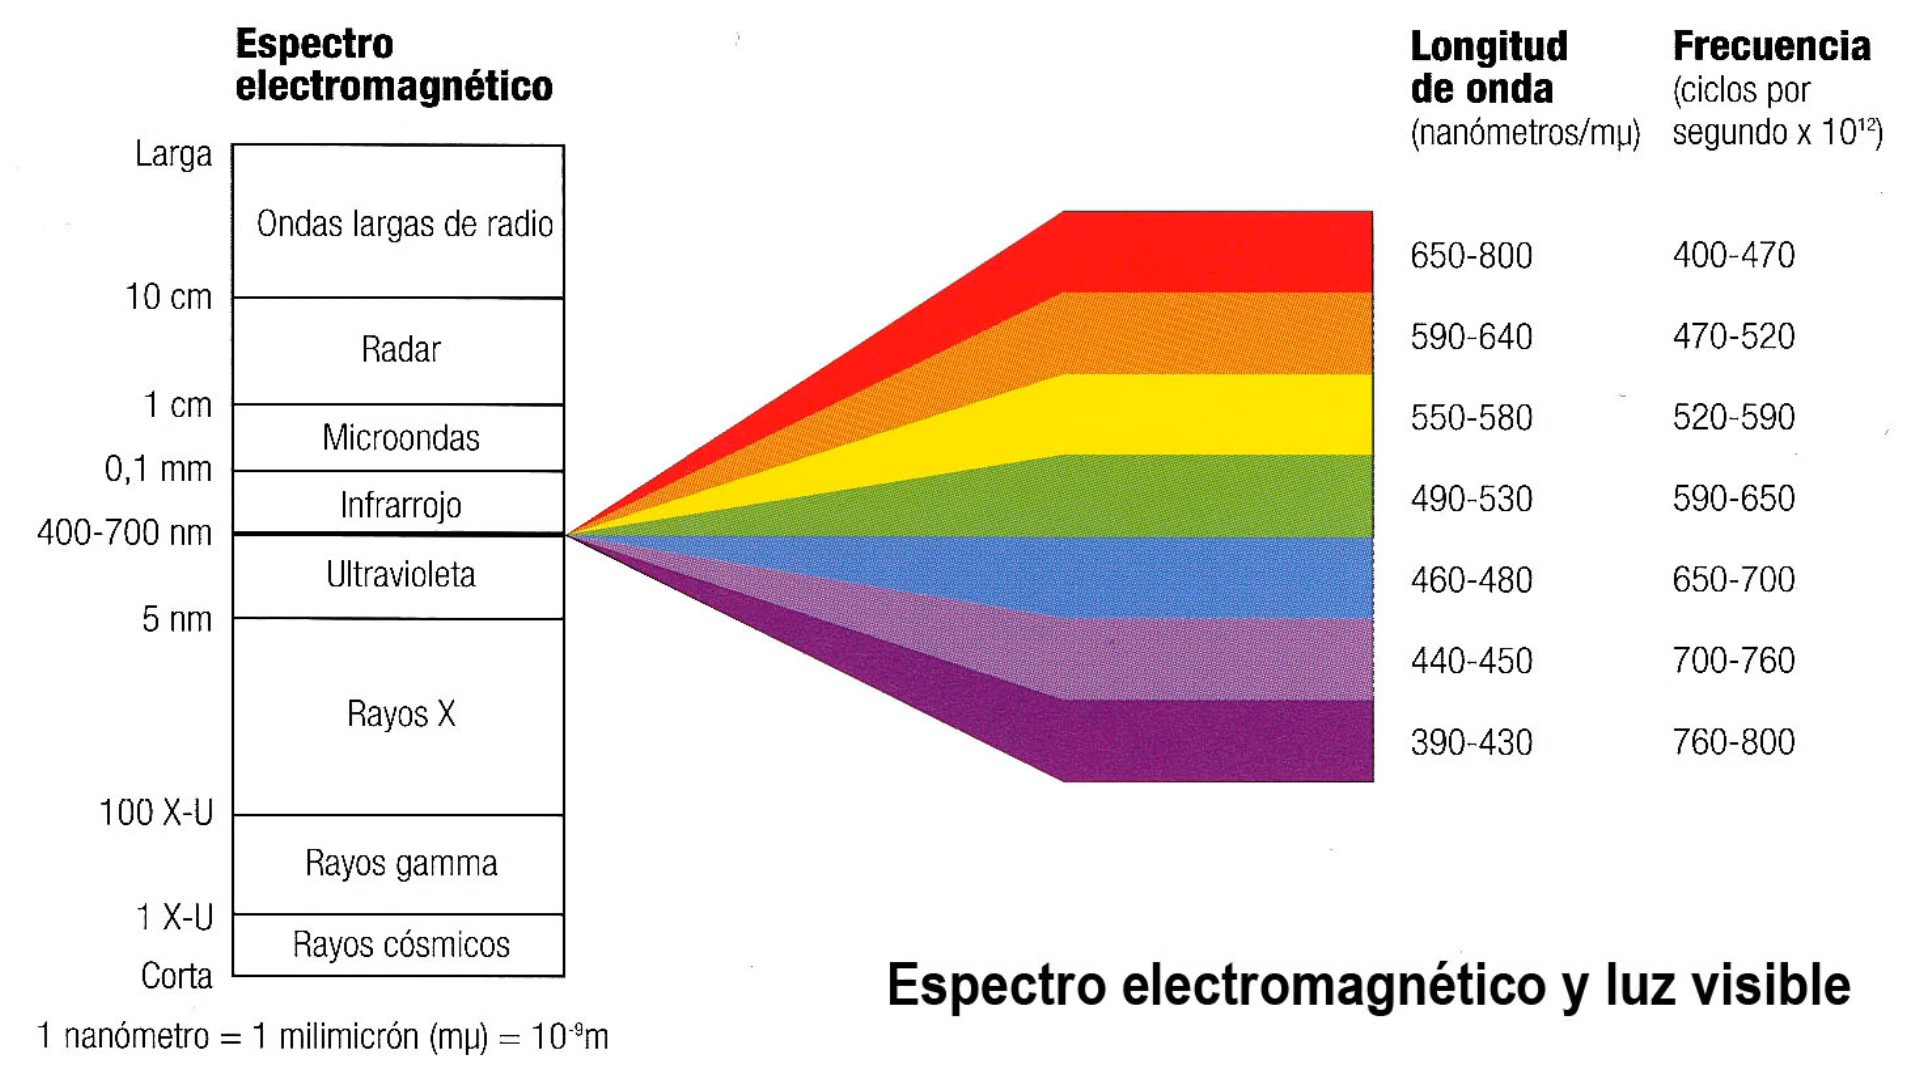 Espectro
electromagnético
Larga
Ondas largas de radio
10 cm
Radar
1 cm
Microondas
0,1 mm
Infrarrojo
400-700 nm
Ultravioleta
5 nm
Rayos X
100 X-U
Rayos gamma
1 X-U
Rayos cósmicos
Corta
1 nanómetro = 1 milimicrón (mµ) = 10⁻⁹m
Longitud
de onda
(nanómetros/mµ)
Frecuencia
(ciclos por
segundo x 10¹²)
650-800 400-470
590-640 470-520
550-580 520-590
490-530 590-650
460-480 650-700
440-450 700-760
390-430 760-800
Espectro electromagnético y luz visible